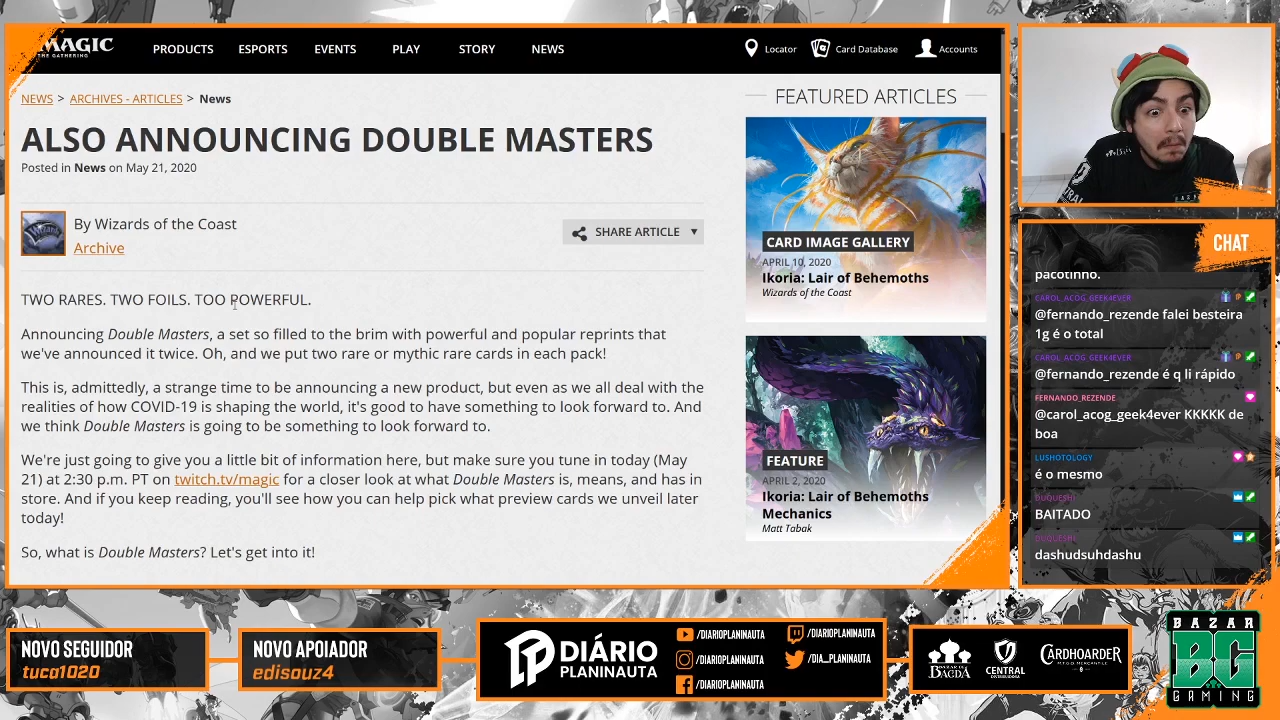 MAGIC
THE GATHERING
PRODUCTS ESPORTS EVENTS PLAY STORY NEWS
Locator Card Database Accounts
NEWS > ARCHIVES - ARTICLES > News
ALSO ANNOUNCING DOUBLE MASTERS
Posted in News on May 21, 2020
By Wizards of the Coast
Archive
SHARE ARTICLE
TWO RARES. TWO FOILS. TOO POWERFUL.
Announcing Double Masters, a set so filled to the brim with powerful and popular reprints that
we've announced it twice. Oh, and we put two rare or mythic rare cards in each pack!
This is, admittedly, a strange time to be announcing a new product, but even as we all deal with the
realities of how COVID-19 is shaping the world, it's good to have something to look forward to. And
we think Double Masters is going to be something to look forward to.
We're just going to give you a little bit of information here, but make sure you tune in today (May
21) at 2:30 p.m. PT on twitch.tv/magic for a closer look at what Double Masters is, means, and has in
store. And if you keep reading, you'll see how you can help pick what preview cards we unveil later
today!
So, what is Double Masters? Let's get into it!
FEATURED ARTICLES
CARD IMAGE GALLERY
APRIL 10, 2020
Ikoria: Lair of Behemoths
Wizards of the Coast
FEATURE
APRIL 2, 2020
Ikoria: Lair of Behemoths
Mechanics
Matt Tabak
CHAT
pacotinho.
CAROL_ACOG_GEEK4EVER
@fernando_rezende falei besteira
1g é o total
CAROL_ACOG_GEEK4EVER
@fernando_rezende é q li rápido
FERNANDO_REZENDE
@carol_acog_geek4ever KKKKK de
boa
LUSHOTOLOGY
é o mesmo
DUQUESHI
BAITADO
DUQUESHI
dashudsuhdashu
NOVO SEGUIDOR
tuca1020
NOVO APOIADOR
edisouz4
DIÁRIO
PLANINAUTA
/DIARIOPLANINAUTA
/DIARIOPLANINAUTA
/DIARIOPLANINAUTA
/DIARIOPLANINAUTA
/DIA_PLANINAUTA
BAZAR DE
BAGDÁ
CENTRAL
DISTRIBUIDORA
CARDHOARDER
BAZAR
BG
GAMING